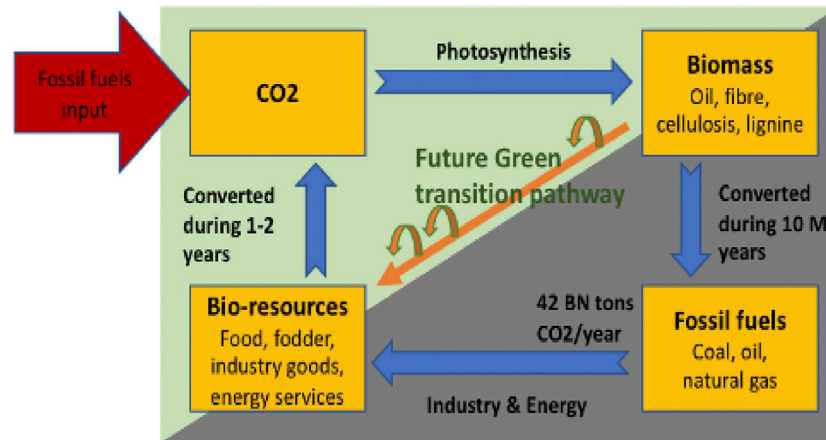 Fossil fuels
input
CO2
Photosynthesis
Biomass
Oil, fibre,
cellulosis, lignine
Future Green
transition pathway
Converted
during 1-2
years
Converted
during 10 M
years
Bio-resources
Food, fodder,
industry goods,
energy services
42 BN tons
CO2/year
Industry & Energy
Fossil fuels
Coal, oil,
natural gas